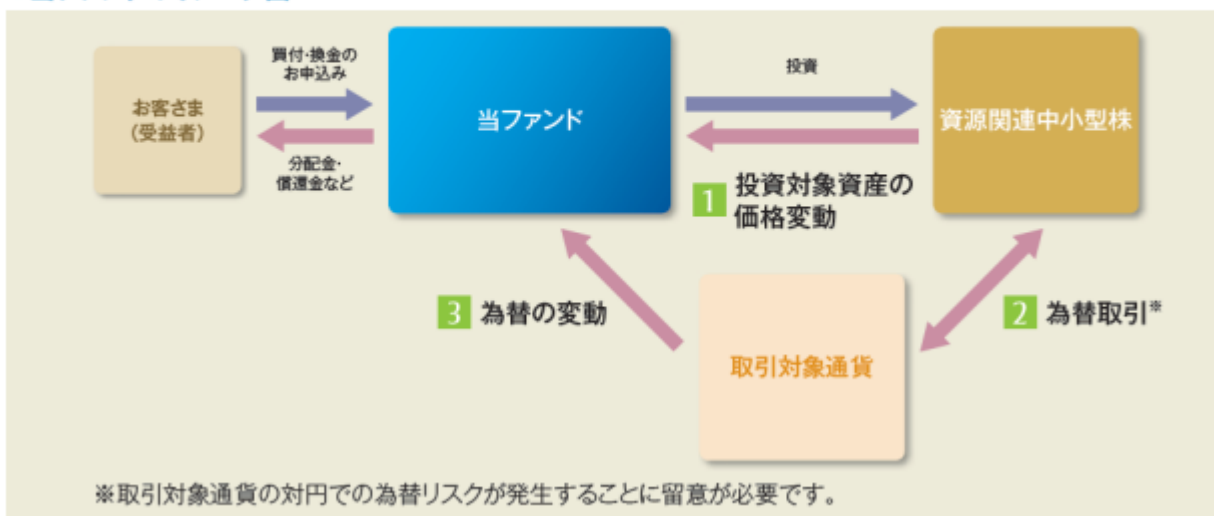 買付・換金の
お申込み
投資
お客さま
(受益者)
当ファンド
資源関連中小型株
分配金・
償還金など
1 投資対象資産の
価格変動
3 為替の変動
2 為替取引※
取引対象通貨
※取引対象通貨の対円での為替リスクが発生することに留意が必要です。